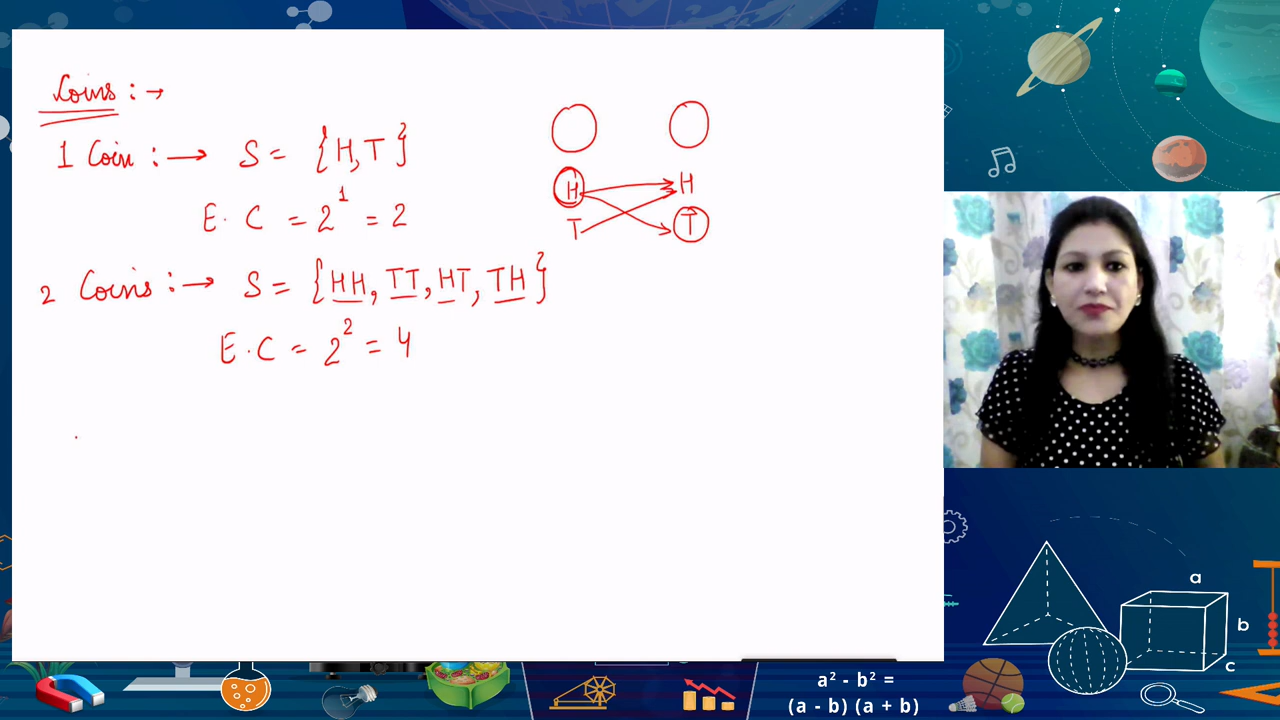 Coins :→
1 Coin :→ S = {H, T}
E. C = 2¹ = 2
2 Coins :→ S = {HH, TT, HT, TH}
E. C = 2² = 4
H H
T T
a
b
c
a² - b² =
(a - b) (a + b)